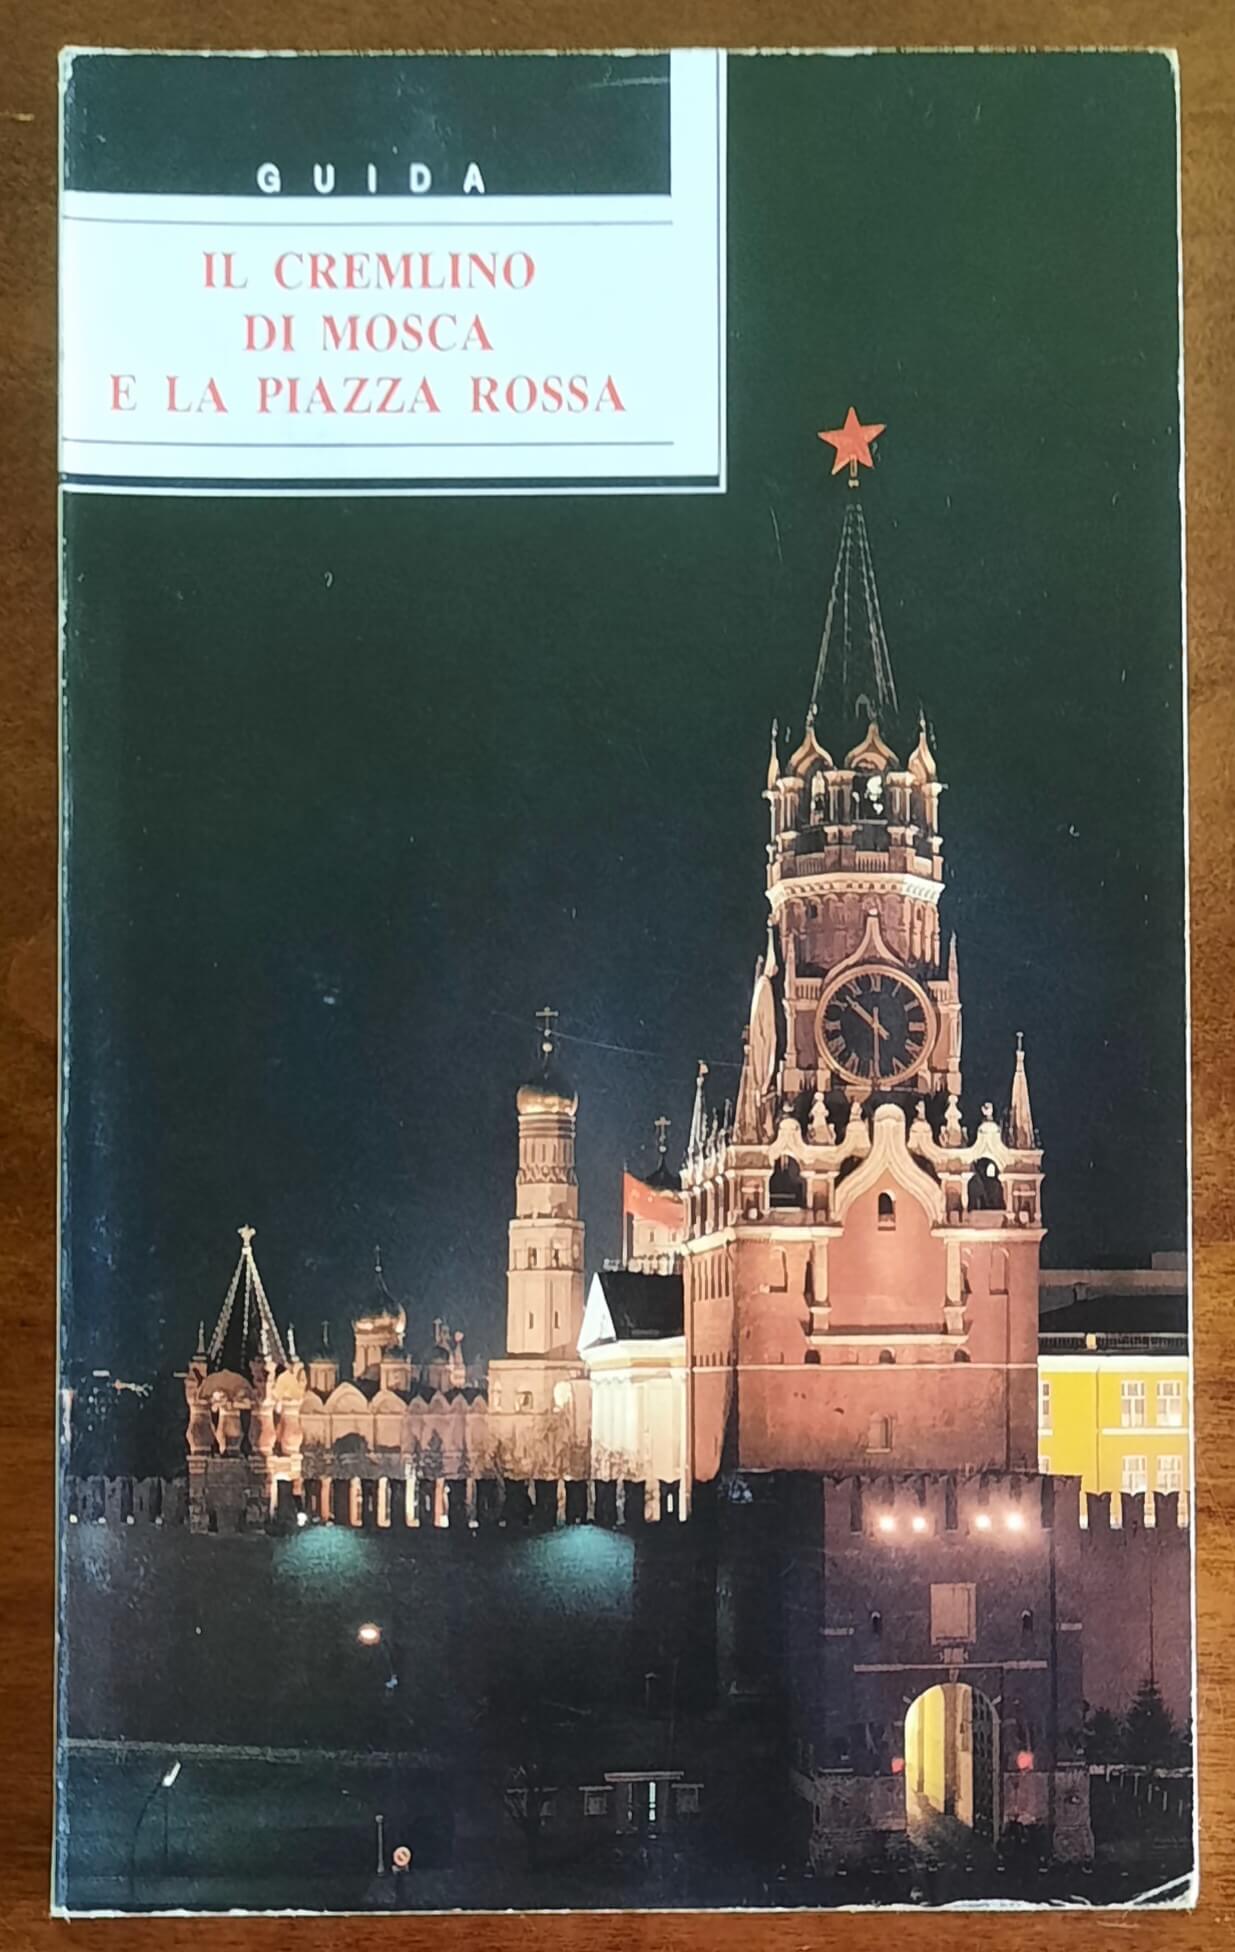 GUIDA
IL CREMLINO
DI MOSCA
E LA PIAZZA ROSSA